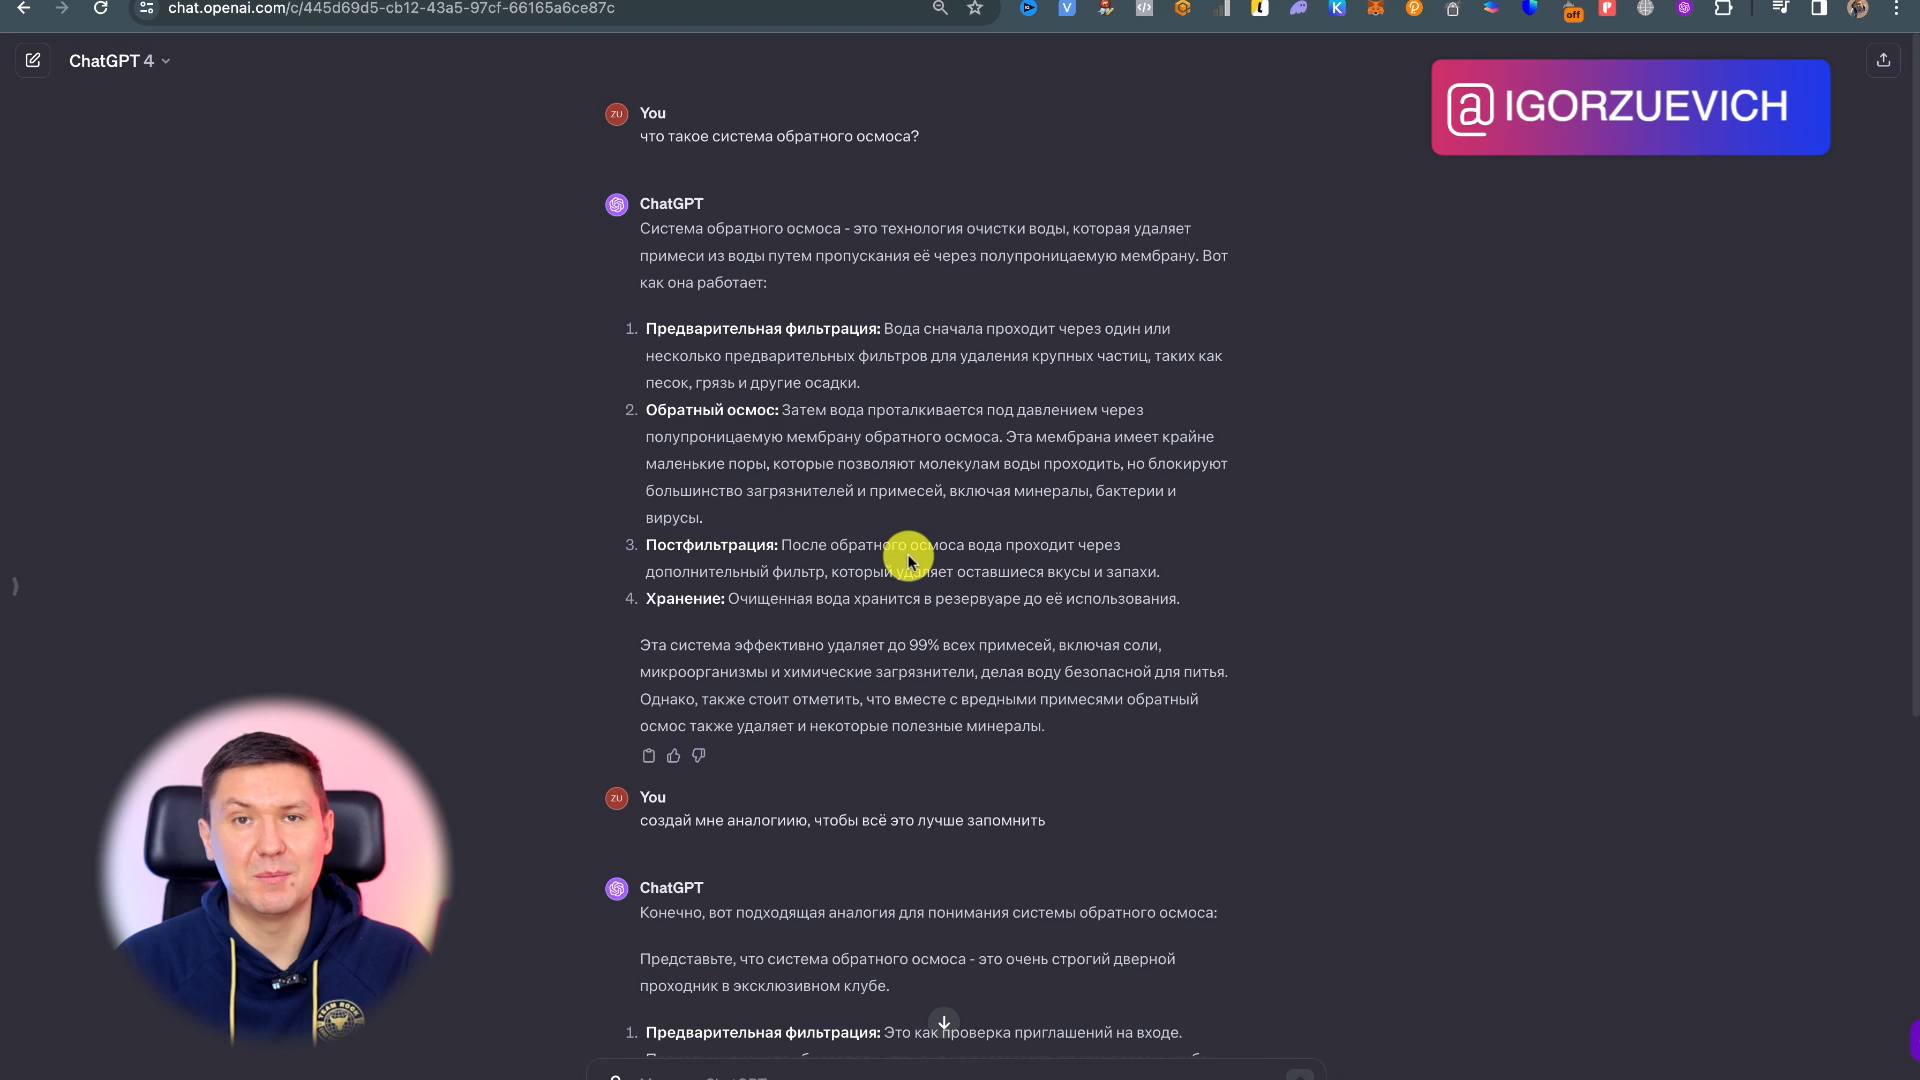 chat.openai.com/c/445d69d5-cb12-43a5-97cf-66165a6ce87c
off
ChatGPT 4
@IGORZUEVICH
ZU
You
что такое система обратного осмоса?
ChatGPT
Система обратного осмоса - это технология очистки воды, которая удаляет
примеси из воды путем пропускания её через полупроницаемую мембрану. Вот
как она работает:
1. Предварительная фильтрация: Вода сначала проходит через один или
несколько предварительных фильтров для удаления крупных частиц, таких как
песок, грязь и другие осадки.
2. Обратный осмос: Затем вода проталкивается под давлением через
полупроницаемую мембрану обратного осмоса. Эта мембрана имеет крайне
маленькие поры, которые позволяют молекулам воды проходить, но блокируют
большинство загрязнителей и примесей, включая минералы, бактерии и
вирусы.
3. Постфильтрация: После обратного осмоса вода проходит через
дополнительный фильтр, который удаляет оставшиеся вкусы и запахи.
4. Хранение: Очищенная вода хранится в резервуаре до её использования.
Эта система эффективно удаляет до 99% всех примесей, включая соли,
микроорганизмы и химические загрязнители, делая воду безопасной для питья.
Однако, также стоит отметить, что вместе с вредными примесями обратный
осмос также удаляет и некоторые полезные минералы.
ZU
You
создай мне аналогиию, чтобы всё это лучше запомнить
ChatGPT
Конечно, вот подходящая аналогия для понимания системы обратного осмоса:
Представьте, что система обратного осмоса - это очень строгий дверной
проходник в эксклюзивном клубе.
1. Предварительная фильтрация: Это как проверка приглашений на входе.